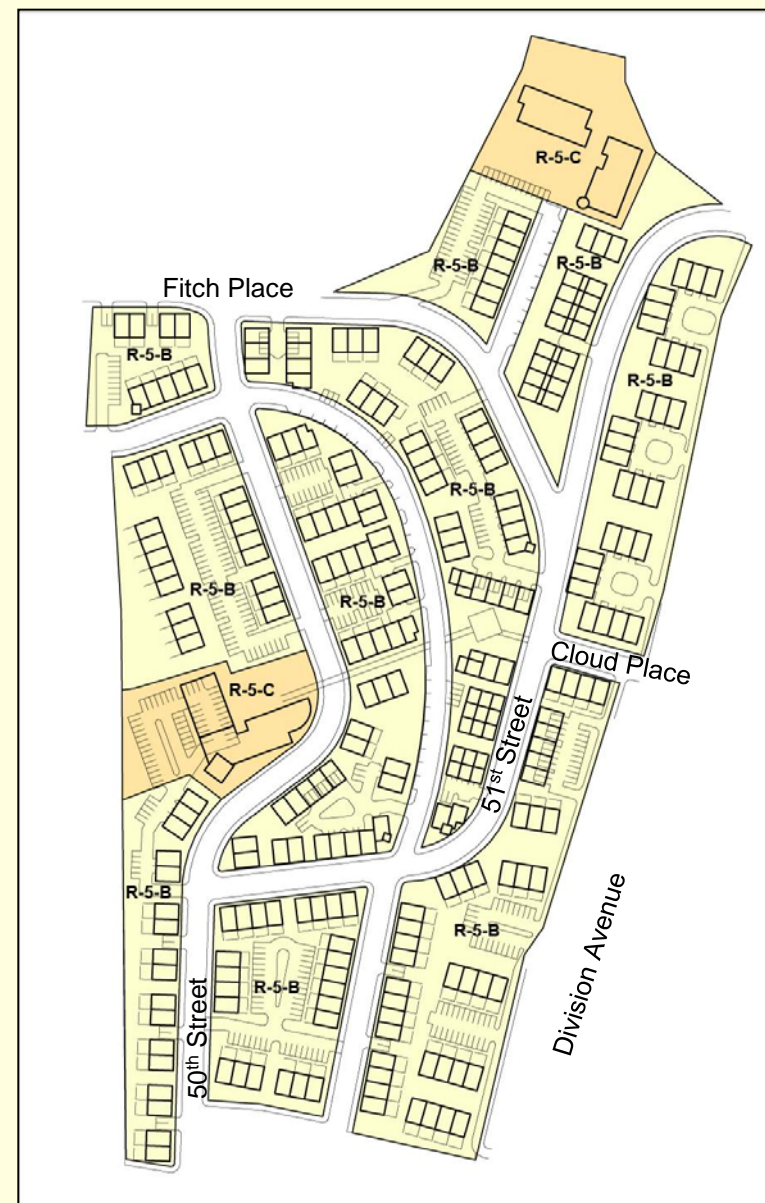 R-5-C
R-5-B
R-5-B
Fitch Place
R-5-B
R-5-B
R-5-B
R-5-B
R-5-B
Cloud Place
R-5-C
51st Street
R-5-B
R-5-B
R-5-B
50th Street
Division Avenue